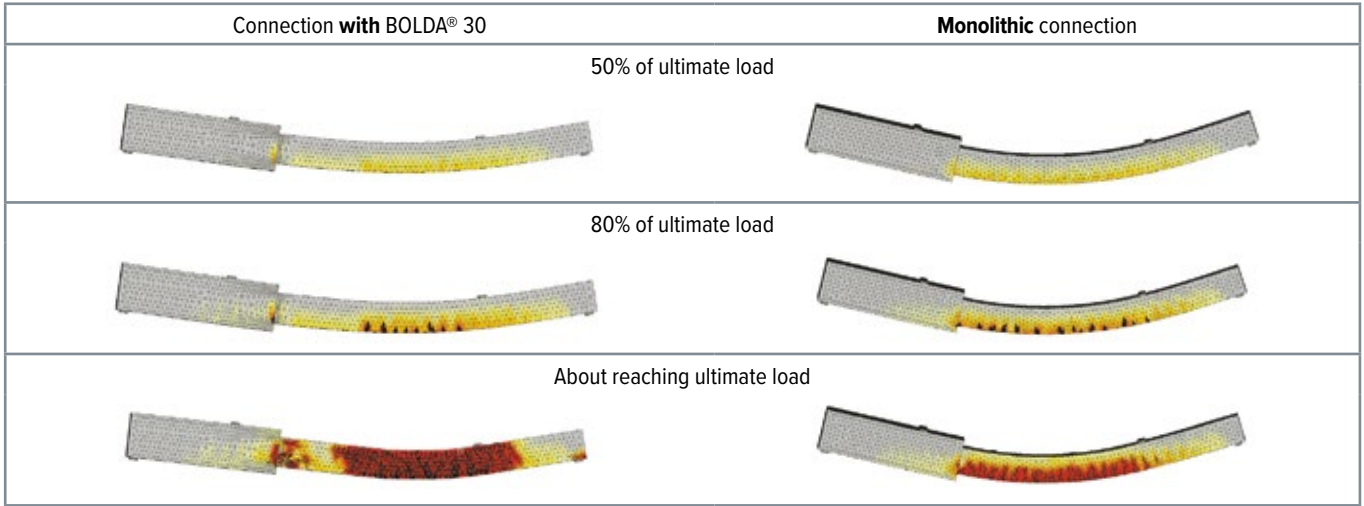 Connection with BOLDA® 30
Monolithic connection
50% of ultimate load
80% of ultimate load
About reaching ultimate load